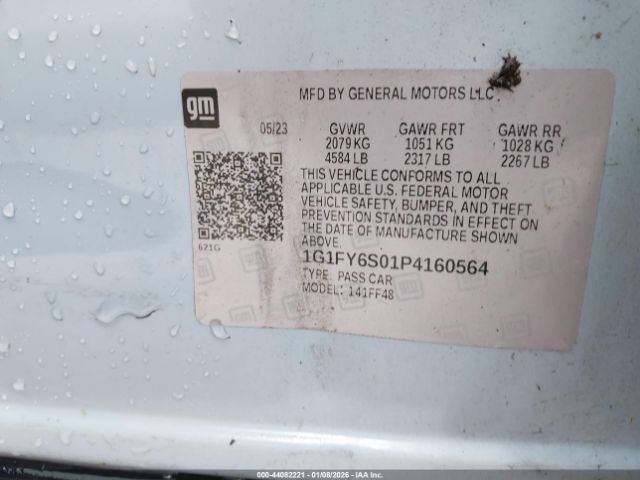 gm
MFD BY GENERAL MOTORS LLC
05/23 GVWR GAWR FRT GAWR RR
2079 KG 1051 KG 1028 KG
4584 LB 2317 LB 2267 LB
THIS VEHICLE CONFORMS TO ALL
APPLICABLE U.S. FEDERAL MOTOR
VEHICLE SAFETY, BUMPER, AND THEFT
PREVENTION STANDARDS IN EFFECT ON
THE DATE OF MANUFACTURE SHOWN
ABOVE.
621G
1G1FY6S01P4160564
TYPE: PASS CAR
MODEL: 141FF48
000-44082221 - 01/08/2026 - IAA Inc.